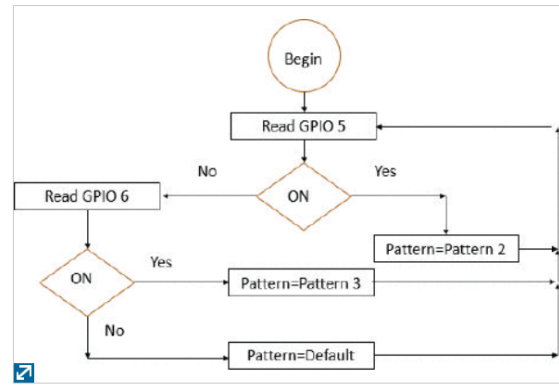 Begin
Read GPIO 5
No
Yes
ON
Read GPIO 6
Pattern=Pattern 2
Yes
ON
Pattern=Pattern 3
No
Pattern=Default